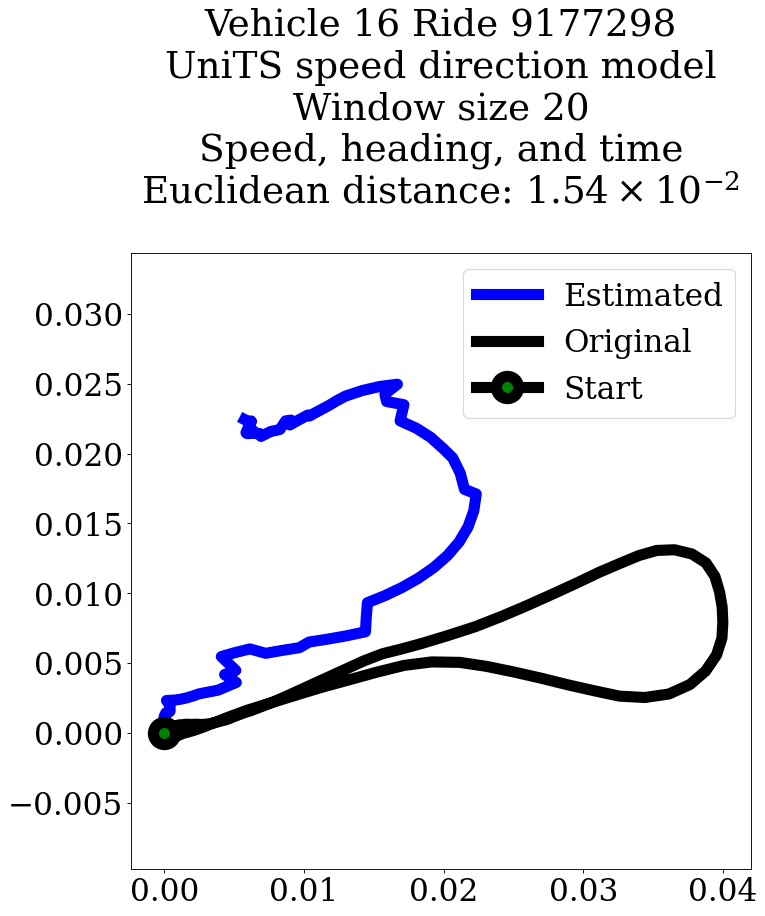 Vehicle 16 Ride 9177298
UniTS speed direction model
Window size 20
Speed, heading, and time
Euclidean distance: 1.54 × 10⁻²
Estimated
Original
Start
0.030
0.025
0.020
0.015
0.010
0.005
0.000
−0.005
0.00 0.01 0.02 0.03 0.04